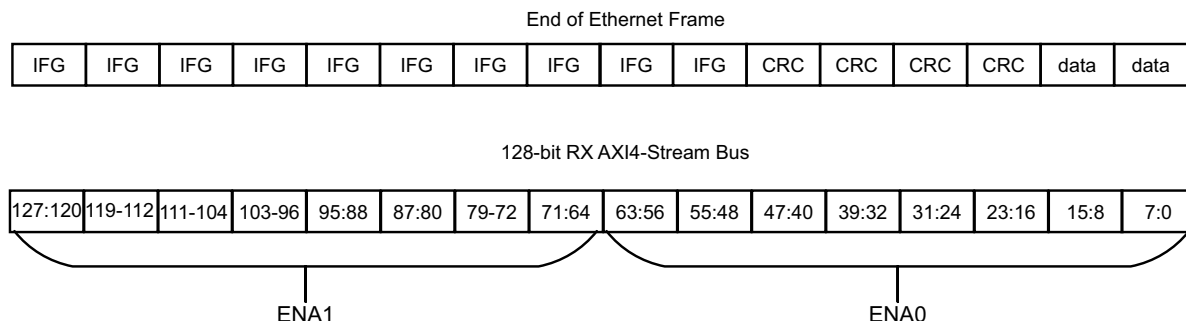 End of Ethernet Frame
IFG IFG IFG IFG IFG IFG IFG IFG IFG IFG CRC CRC CRC CRC data data
128-bit RX AXI4-Stream Bus
127:120 119-112 111-104 103-96 95:88 87:80 79-72 71:64 63:56 55:48 47:40 39:32 31:24 23:16 15:8 7:0
ENA1 ENA0